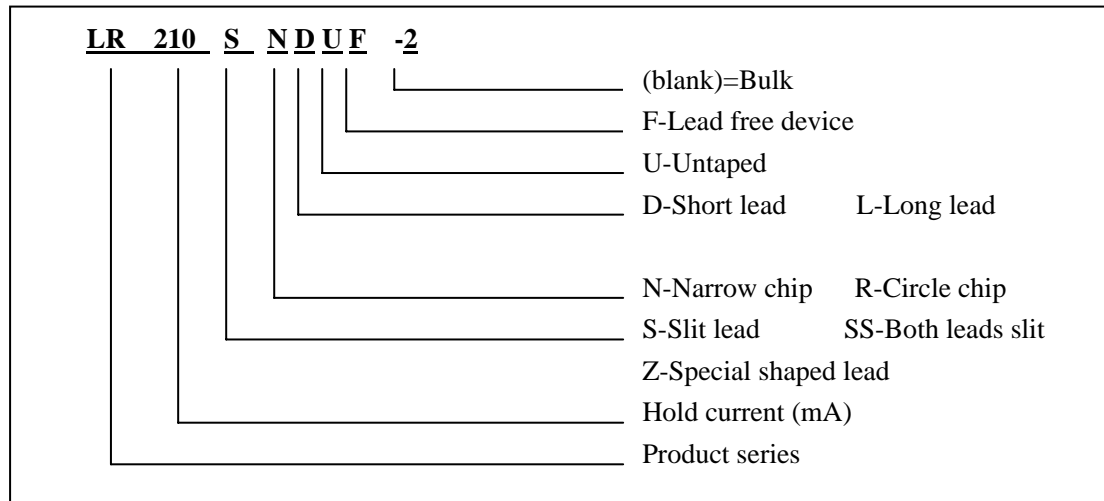 LR 210 S N D U F -2
(blank)=Bulk
F-Lead free device
U-Untaped
D-Short lead L-Long lead
N-Narrow chip R-Circle chip
S-Slit lead SS-Both leads slit
Z-Special shaped lead
Hold current (mA)
Product series